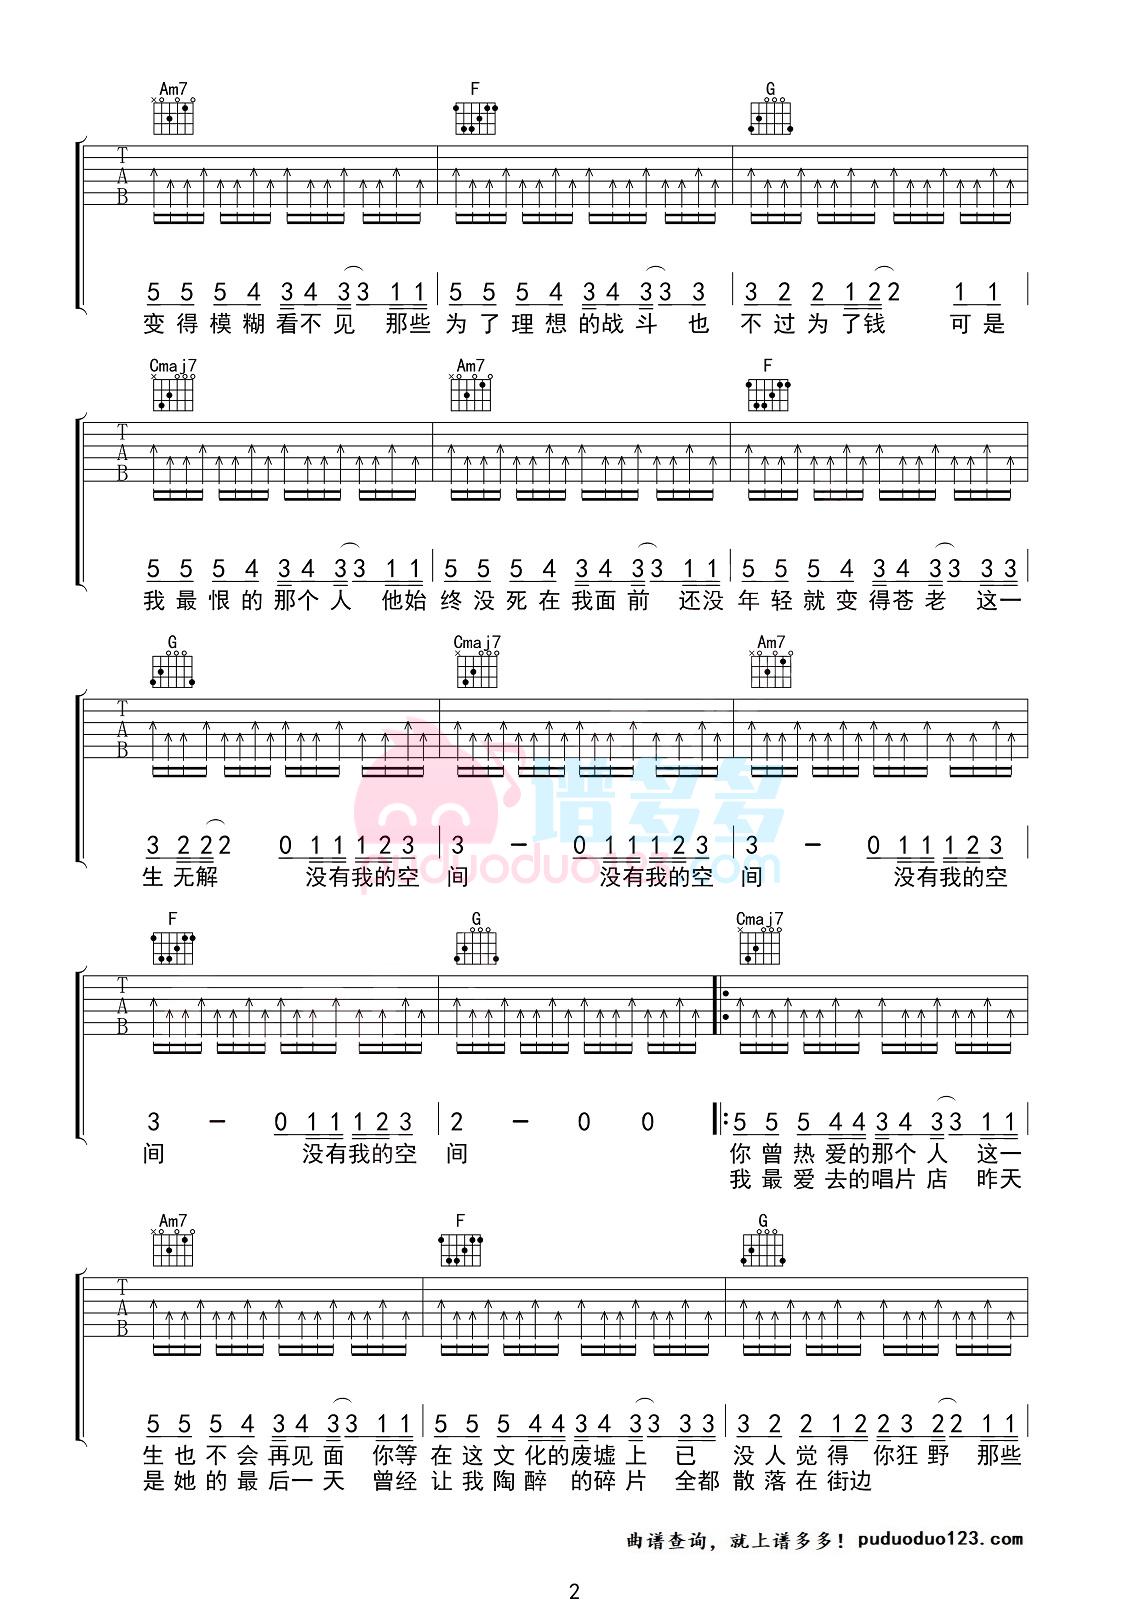 Am7 F G
T
A
B
5 5 5 4 3 4 3 3 1 1 5 5 5 4 3 4 3 3 3 3 2 2 1 2 2 1 1
变得模糊看不见 那些为了理想的战斗 也 不过为了钱 可是
Cmaj7 Am7 F
T
A
B
5 5 5 4 3 4 3 3 1 1 5 5 5 4 3 4 3 3 1 1 5 5 5 4 3 4 3 3 3 3
我最恨的那个人 他始终没死在我面前 还没年轻就变得苍老 这一
G Cmaj7 Am7
T
A
B
3 2 2 2 2 0 1 1 1 2 3 3 - 0 1 1 1 2 3 3 - 0 1 1 1 2 3
生无解 没有我的空间 没有我的空间 没有我的空
谱多多
puduoduo123.com
F G Cmaj7
T
A
B
3 - 0 1 1 1 2 3 2 - 0 0 5 5 5 4 4 3 4 3 3 1 1
间 没有我的空间 你曾热爱的那个人 这一
我最爱去的唱片店 昨天
Am7 F G
T
A
B
5 5 5 4 3 4 3 3 1 1 5 5 5 4 4 3 4 3 3 3 3 3 2 2 1 2 2 3 2 2 1 1
生也不会再见面 你等在这文化的废墟上 已 没人觉得 你狂野 那些
是她的最后一天 曾经让我陶醉 的碎片 全都散落在街边
曲谱查询，就上谱多多！puduoduo123.com
2